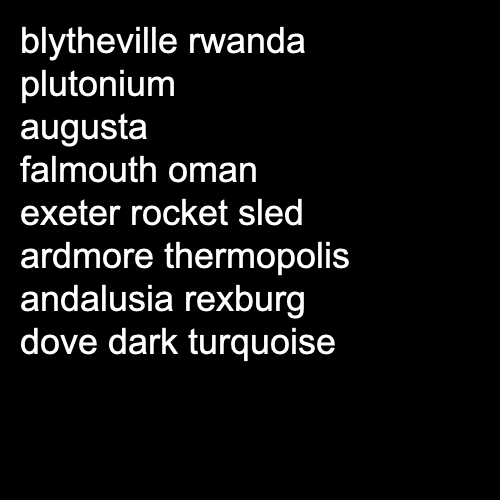 blytheville rwanda
plutonium
augusta
falmouth oman
exeter rocket sled
ardmore thermopolis
andalusia rexburg
dove dark turquoise